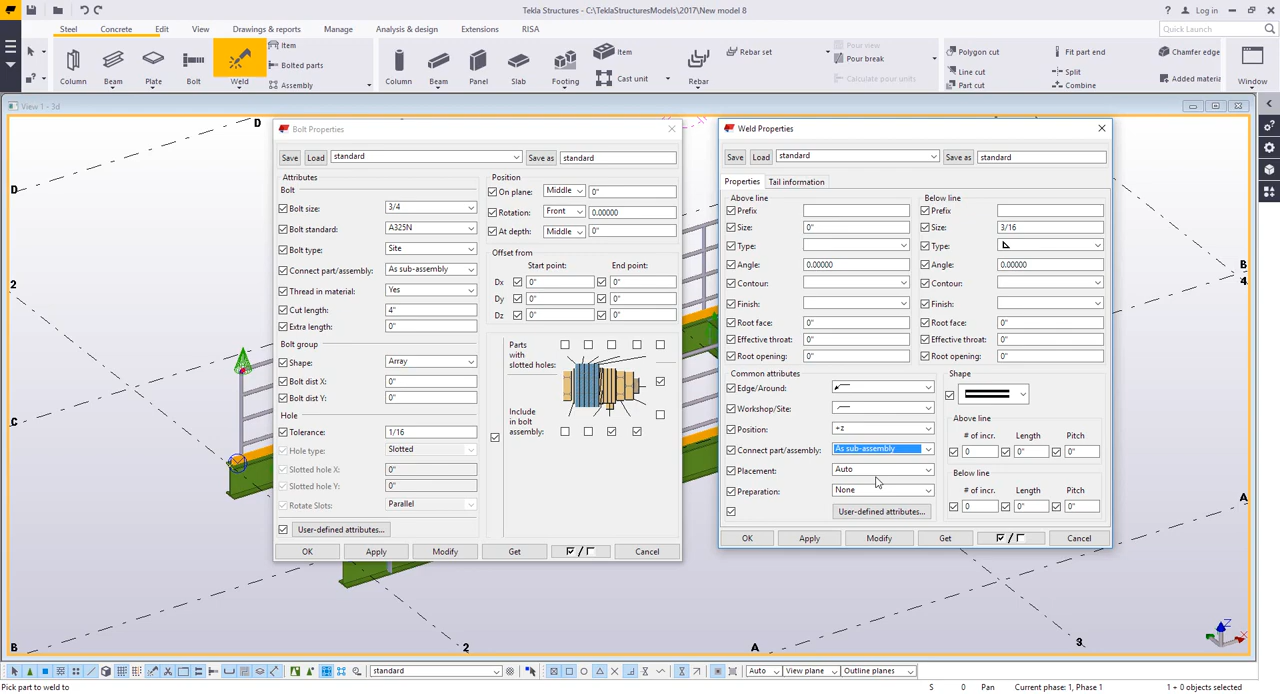 Tekla Structures - C:\TeklaStructuresModels\2017\New model 8
? Log in
Steel Concrete Edit View Drawings & reports Manage Analysis & design Extensions RISA
Quick Launch
Column Beam Plate Bolt Weld
Item
Bolted parts
Assembly
Column Beam Panel Slab Footing
Item
Cast unit
Rebar
Rebar set
Pour view
Pour break
Calculate pour units
Polygon cut
Line cut
Part cut
Fit part end
Split
Combine
Chamfer edge
Added materia
Window
View 1 - 3d
D D
D
2
C
B
2
A
3
A
B
4
Bolt Properties
Save Load standard Save as standard
Attributes
Bolt
Bolt size: 3/4
Bolt standard: A325N
Bolt type: Site
Connect part/assembly: As sub-assembly
Thread in material: Yes
Cut length: 4"
Extra length: 0"
Bolt group
Shape: Array
Bolt dist X: 0"
Bolt dist Y: 0"
Hole
Tolerance: 1/16
Hole type: Slotted
Slotted hole X: 0"
Slotted hole Y: 0"
Rotate Slots: Parallel
User-defined attributes...
Position
On plane: Middle 0"
Rotation: Front 0.00000
At depth: Middle 0"
Offset from
Start point: End point:
Dx 0" 0"
Dy 0" 0"
Dz 0" 0"
Parts
with
slotted holes:
Include
in bolt
assembly:
OK Apply Modify Get / Cancel
Weld Properties
Save Load standard Save as standard
Properties Tail information
Above line
Prefix
Size: 0"
Type:
Angle: 0.00000
Contour:
Finish:
Root face: 0"
Effective throat: 0"
Root opening: 0"
Below line
Prefix
Size: 3/16
Type:
Angle: 0.00000
Contour:
Finish:
Root face: 0"
Effective throat: 0"
Root opening: 0"
Common attributes
Edge/Around:
Workshop/Site:
Position: +z
Connect part/assembly: As sub-assembly
Placement: Auto
Preparation: None
User-defined attributes...
Shape
Above line
# of incr. Length Pitch
0 0" 0"
Below line
# of incr. Length Pitch
0 0" 0"
OK Apply Modify Get / Cancel
Z
standard
Auto View plane Outline planes
Pick part to weld to
S 0 Pan Current phase: 1, Phase 1 1 + 0 objects selected